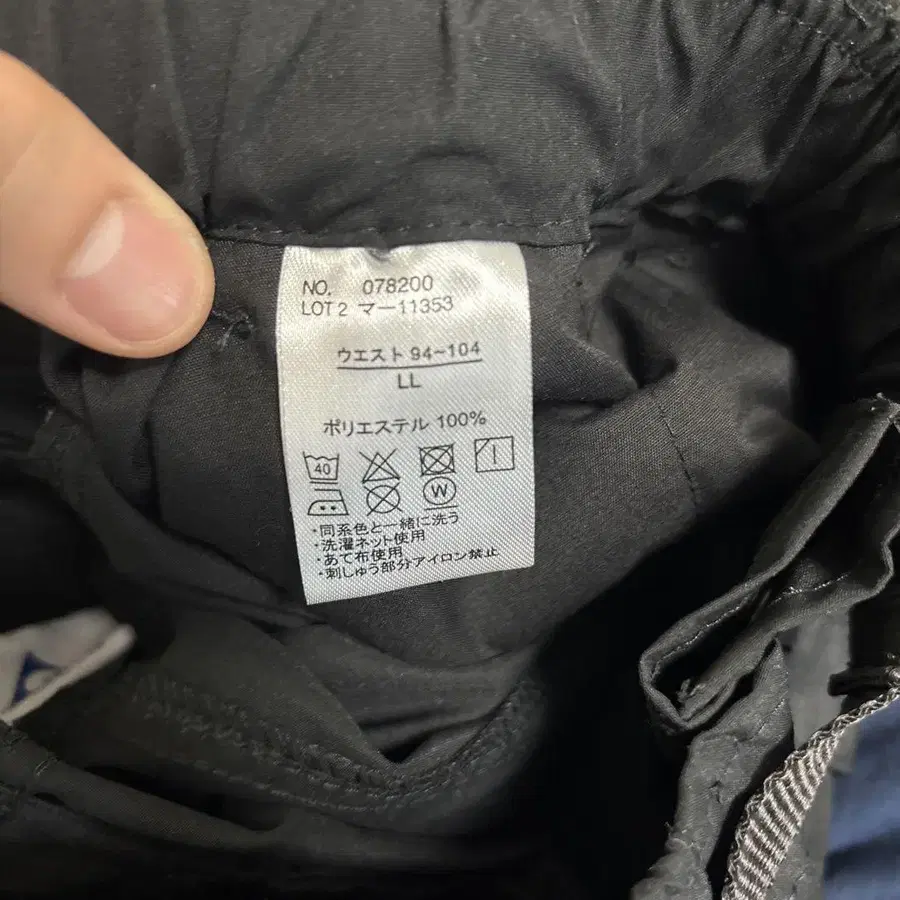 NO. 078200
LOT2 マー11353
ウエスト 94~104
LL
ポリエステル 100%
40
W
・同系色と一緒に洗う
・洗濯ネット使用
・あて布使用
・刺しゅう部分アイロン禁止